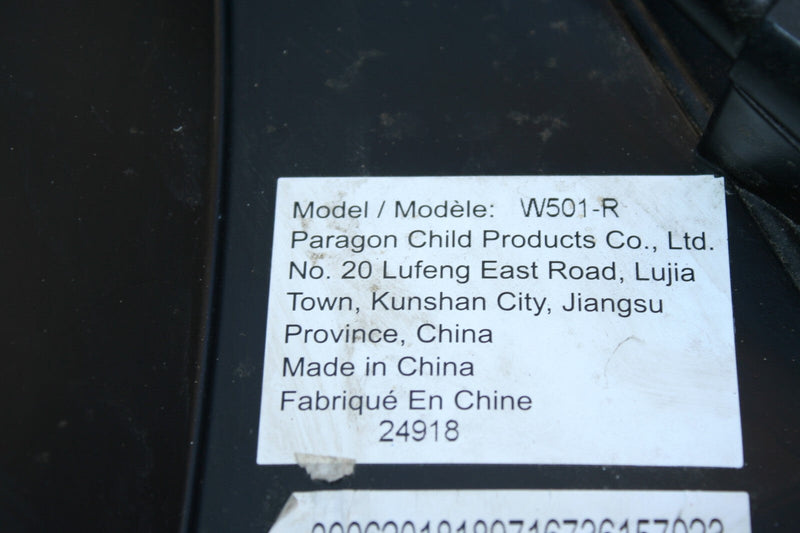 Model / Modèle: W501-R
Paragon Child Products Co., Ltd.
No. 20 Lufeng East Road, Lujia
Town, Kunshan City, Jiangsu
Province, China
Made in China
Fabriqué En Chine
24918